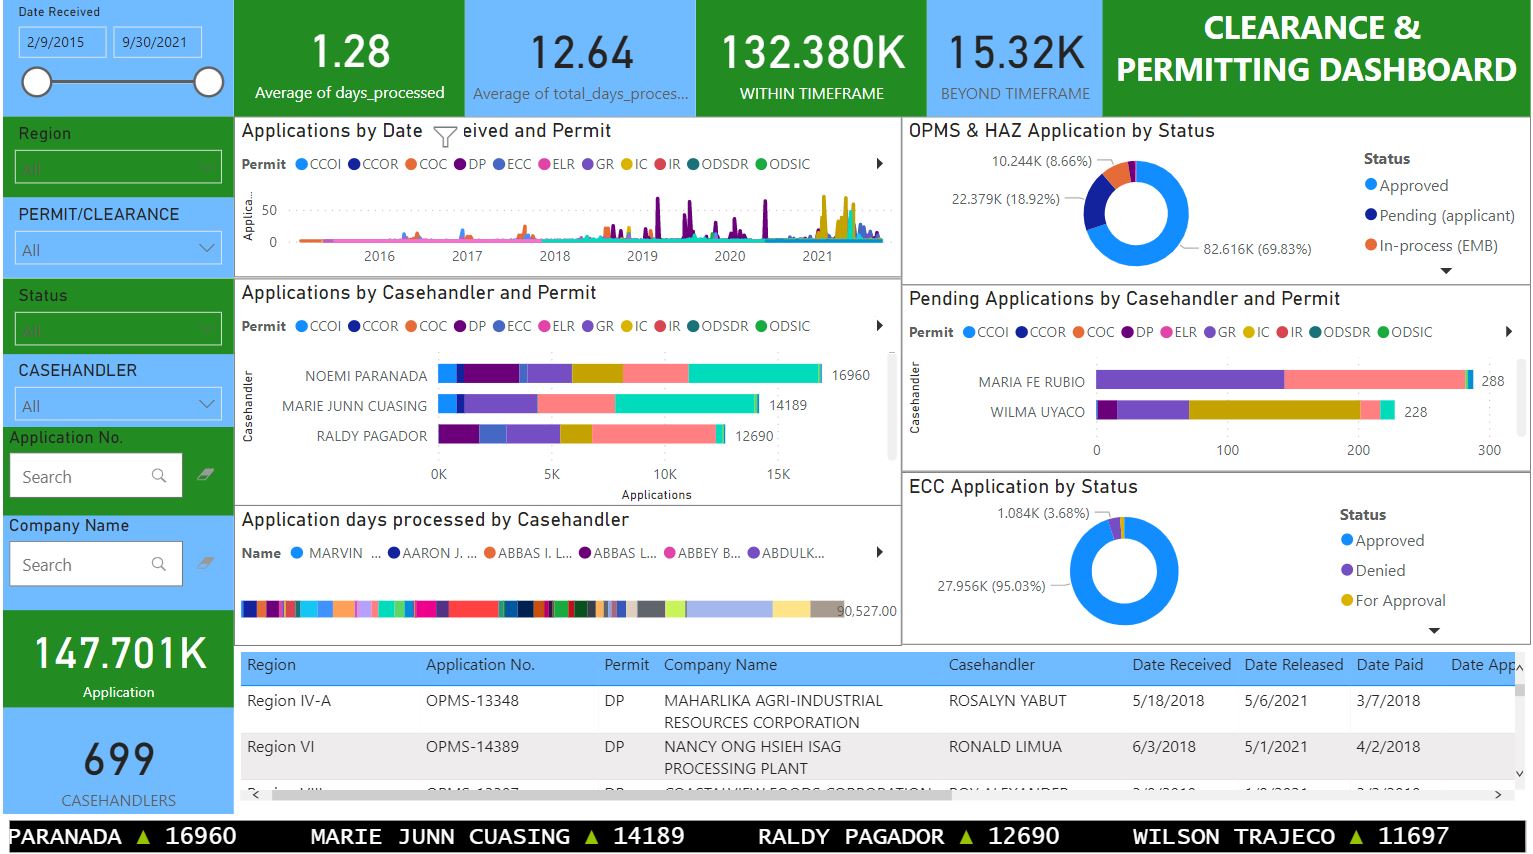 Date Received
2/9/2015
9/30/2021
1.28
Average of days_processed
12.64
Average of total_days_proces...
132.380K
WITHIN TIMEFRAME
15.32K
BEYOND TIMEFRAME
CLEARANCE &
PERMITTING DASHBOARD
Region
All
PERMIT/CLEARANCE
All
Status
All
CASEHANDLER
All
Application No.
Search
Company Name
Search
147.701K
Application
699
CASEHANDLERS
Applications by Date eived and Permit
Permit CCOI CCOR COC DP ECC ELR GR IC IR ODSDR ODSIC
Applica...
50
0
2016 2017 2018 2019 2020 2021
Applications by Casehandler and Permit
Permit CCOI CCOR COC DP ECC ELR GR IC IR ODSDR ODSIC
Casehandler
NOEMI PARANADA 16960
MARIE JUNN CUASING 14189
RALDY PAGADOR 12690
0K 5K 10K 15K
Applications
Application days processed by Casehandler
Name MARVIN ... AARON J. ... ABBAS I. L... ABBAS L... ABBEY B... ABDULK...
90,527.00
OPMS & HAZ Application by Status
10.244K (8.66%)
22.379K (18.92%)
82.616K (69.83%)
Status
Approved
Pending (applicant)
In-process (EMB)
Pending Applications by Casehandler and Permit
Permit CCOI CCOR COC DP ELR GR IC IR ODSDR ODSIC
Casehandler
MARIA FE RUBIO 288
WILMA UYACO 228
0 100 200 300
ECC Application by Status
1.084K (3.68%)
27.956K (95.03%)
Status
Approved
Denied
For Approval
Region Application No. Permit Company Name Casehandler Date Received Date Released Date Paid Date App
Region IV-A OPMS-13348 DP MAHARLIKA AGRI-INDUSTRIAL ROSALYN YABUT 5/18/2018 5/6/2021 3/7/2018
RESOURCES CORPORATION
Region VI OPMS-14389 DP NANCY ONG HSIEH ISAG RONALD LIMUA 6/3/2018 5/1/2021 4/2/2018
PROCESSING PLANT
PARANADA ▲ 16960 MARIE JUNN CUASING ▲ 14189 RALDY PAGADOR ▲ 12690 WILSON TRAJECO ▲ 11697